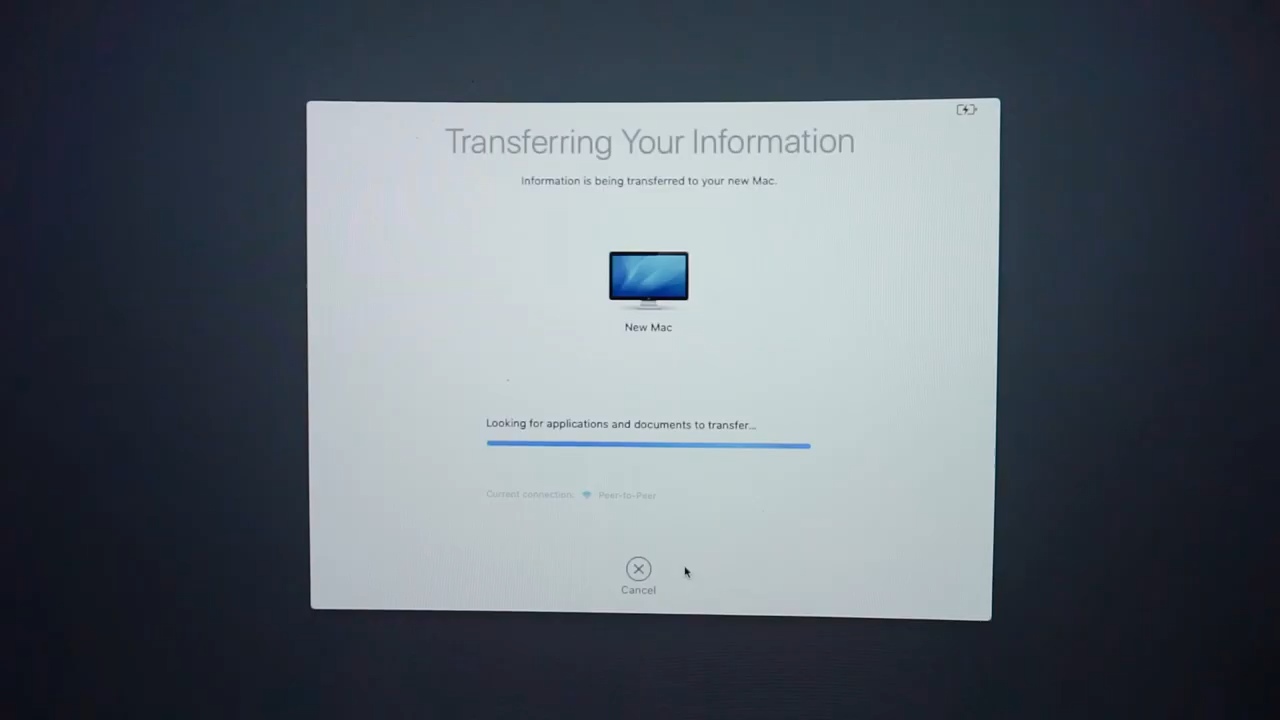 Transferring Your Information
Information is being transferred to your new Mac.
New Mac
Looking for applications and documents to transfer...
Current connection: Peer-to-Peer
Cancel